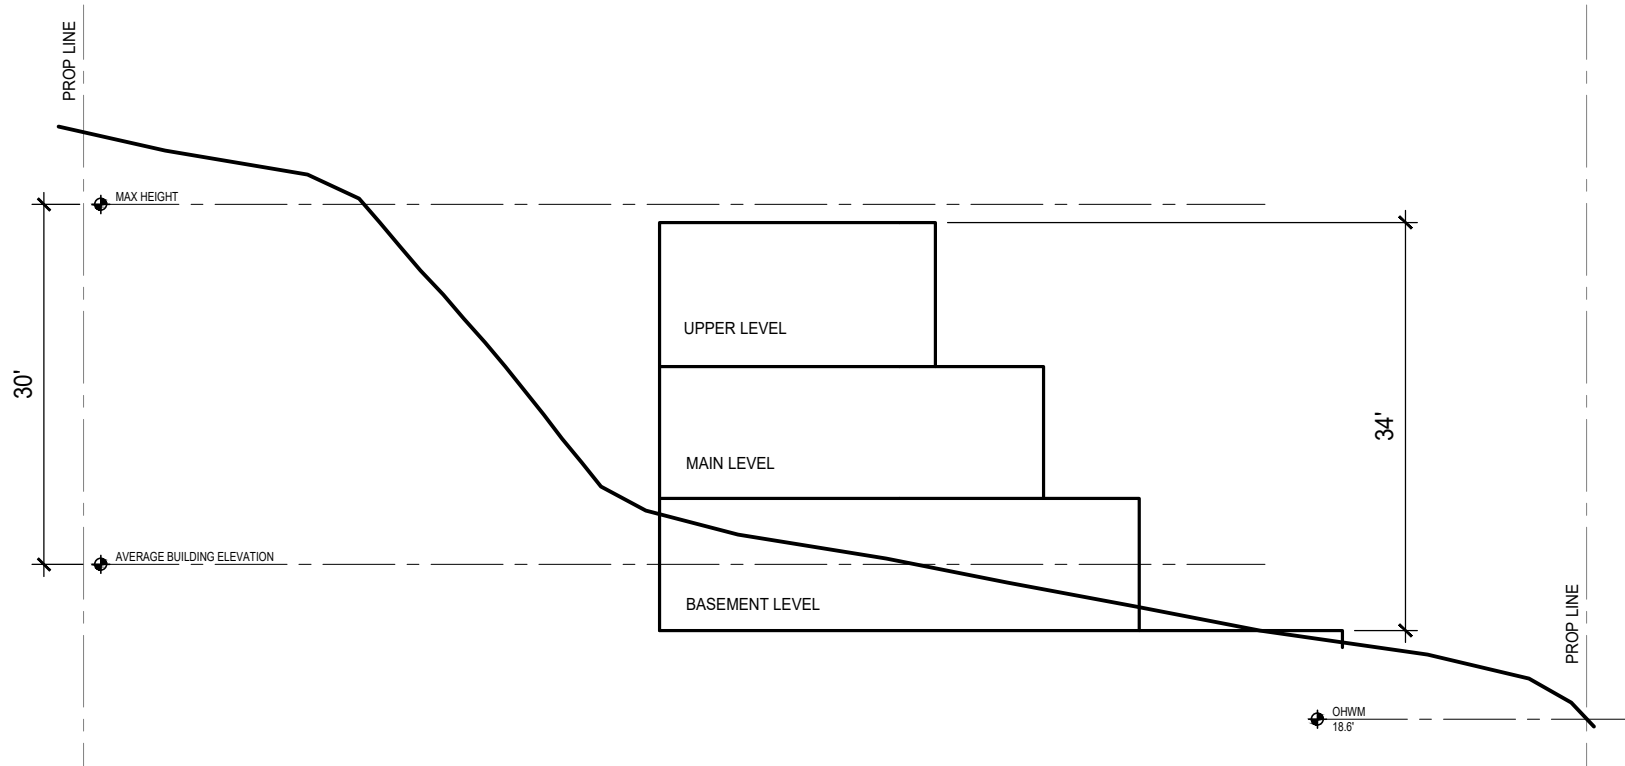 PROP LINE
MAX HEIGHT
30'
UPPER LEVEL
MAIN LEVEL
34'
AVERAGE BUILDING ELEVATION
BASEMENT LEVEL
PROP LINE
OHWM
18.6'